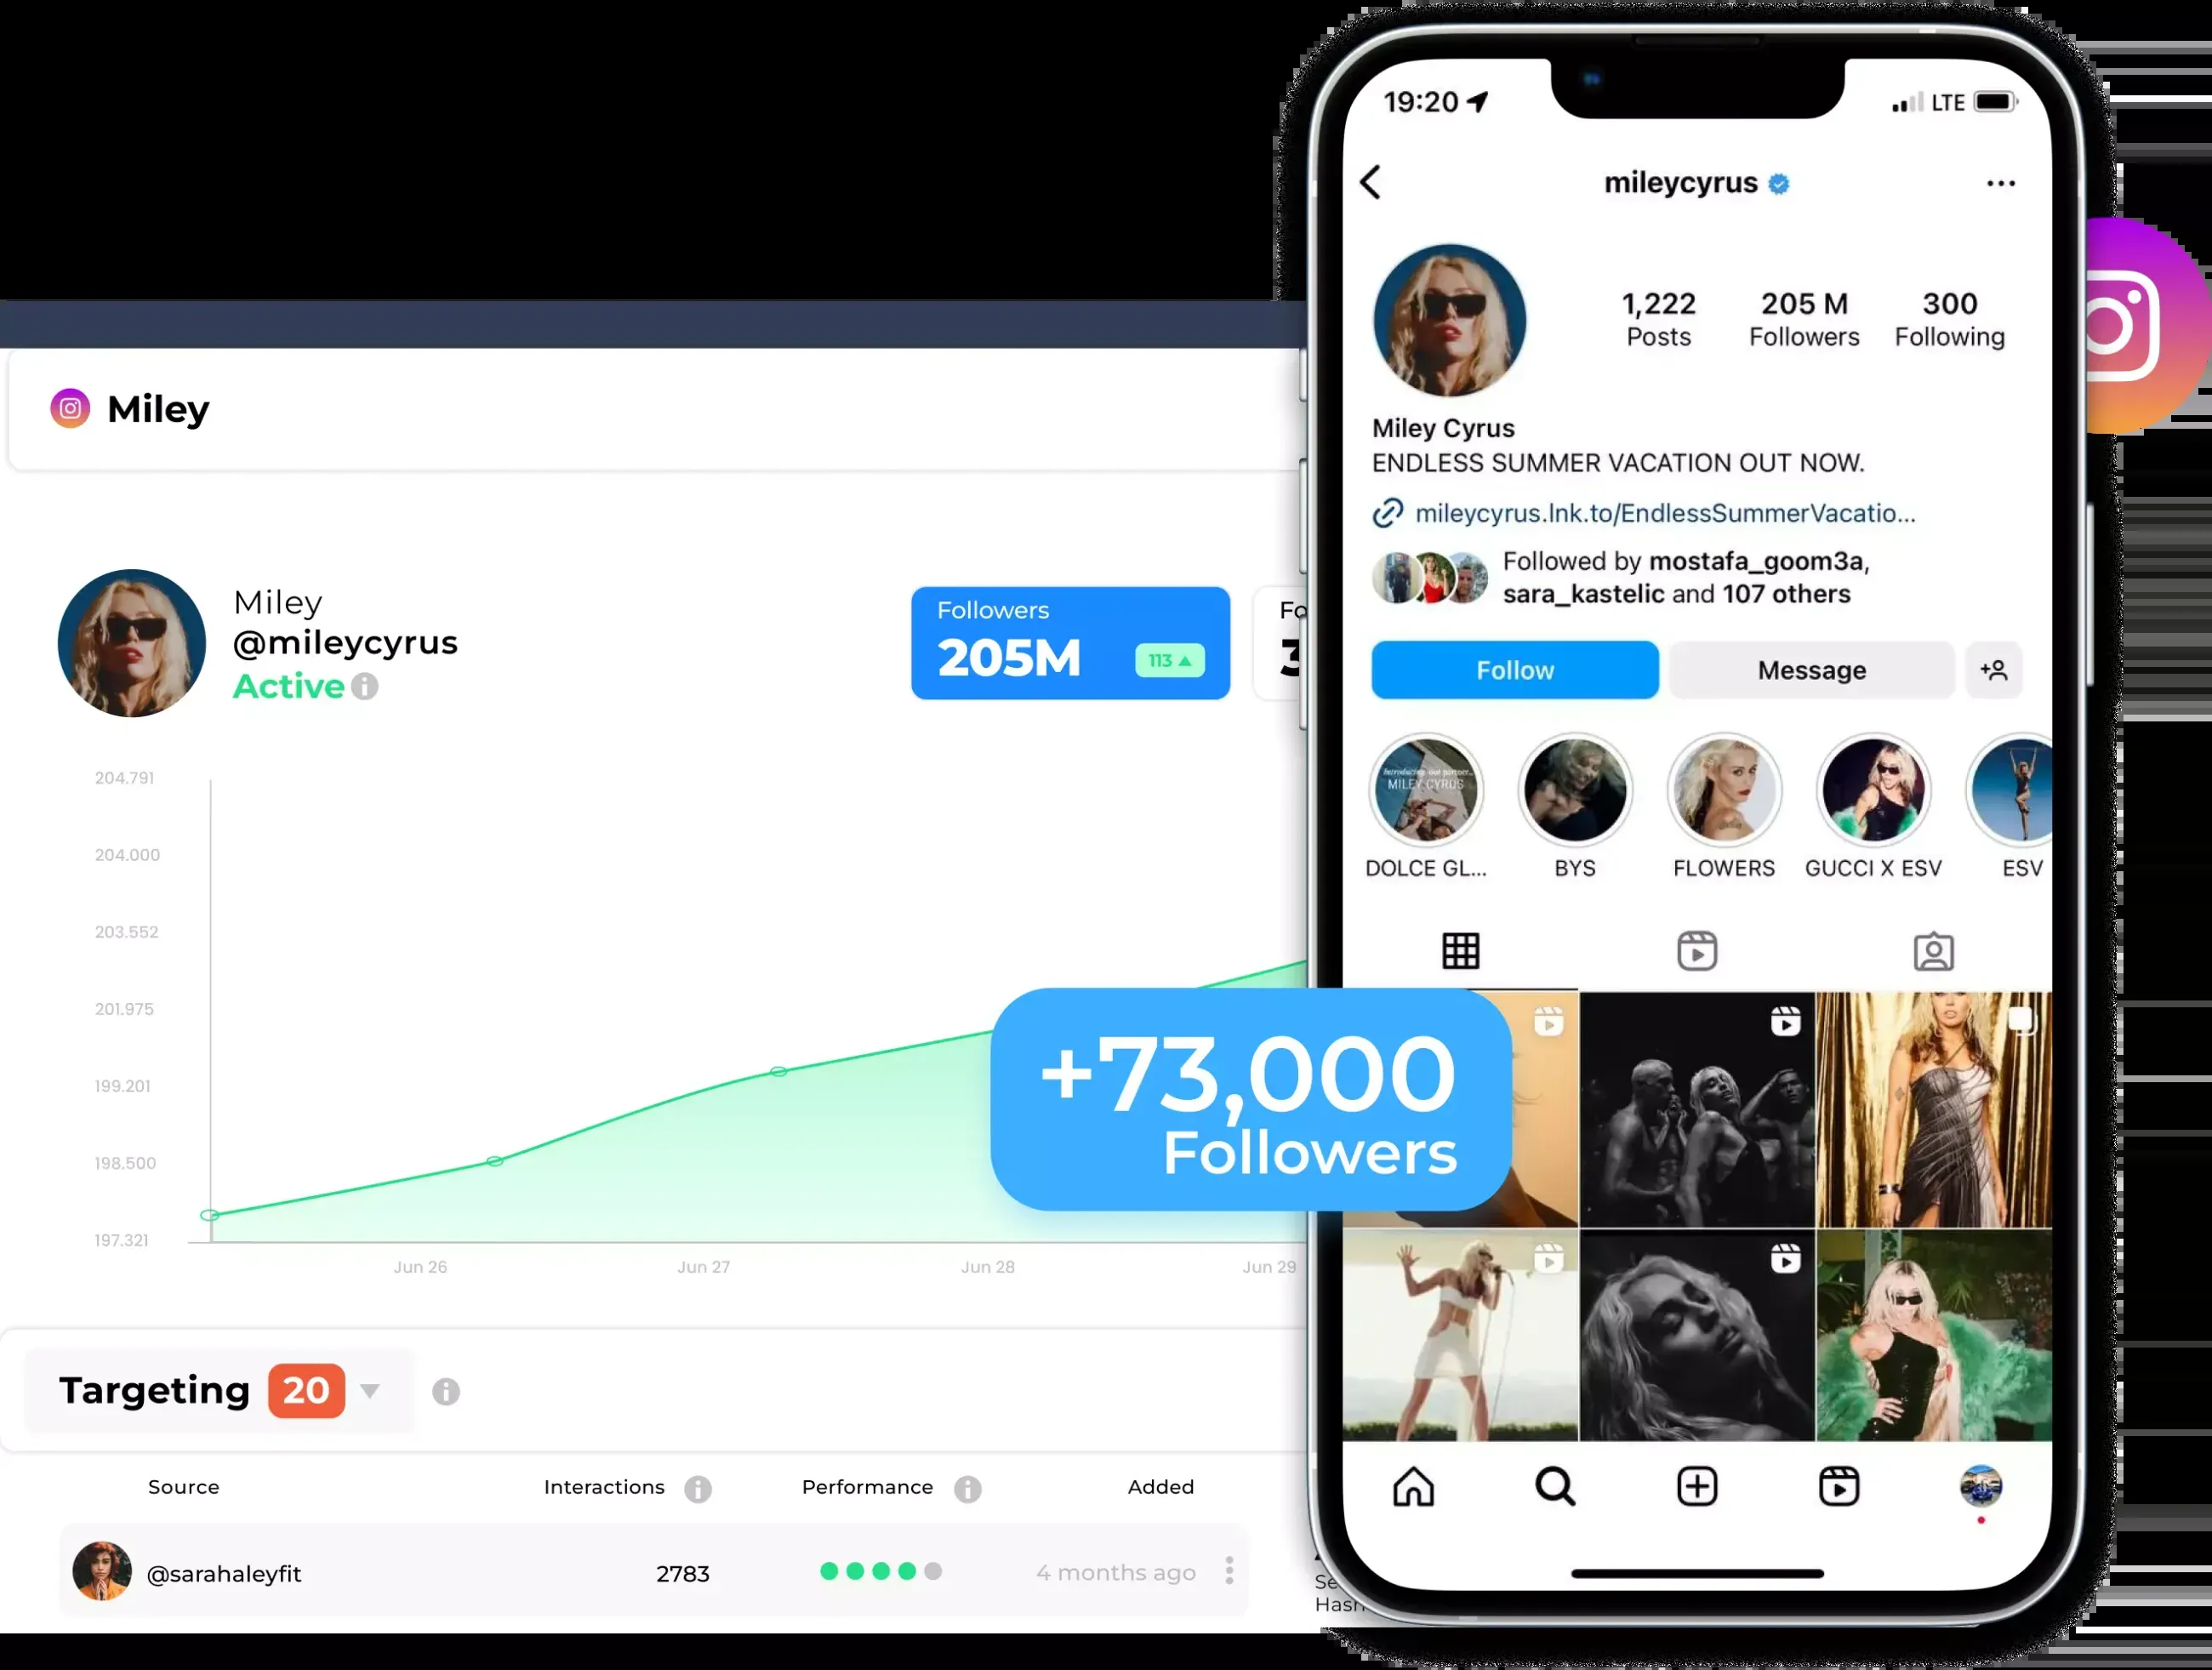 Miley
Miley
@mileycyrus
Active
Followers
205M
113
Fo
3
204.791
204.000
203.552
201.975
199.201
198.500
197.321
Jun 26
Jun 27
Jun 28
Jun 29
+73,000
Followers
Targeting 20
Source
Interactions
Performance
Added
@sarahaleyfit
2783
4 months ago
Se
Hash
19:20
LTE
mileycyrus
1,222
Posts
205 M
Followers
300
Following
Miley Cyrus
ENDLESS SUMMER VACATION OUT NOW.
mileycyrus.lnk.to/EndlessSummerVacatio...
Followed by mostafa_goom3a,
sara_kastelic and 107 others
Follow
Message
Introducing our partner...
MILEY CYRUS
DOLCE GL...
BYS
FLOWERS
GUCCI X ESV
ESV